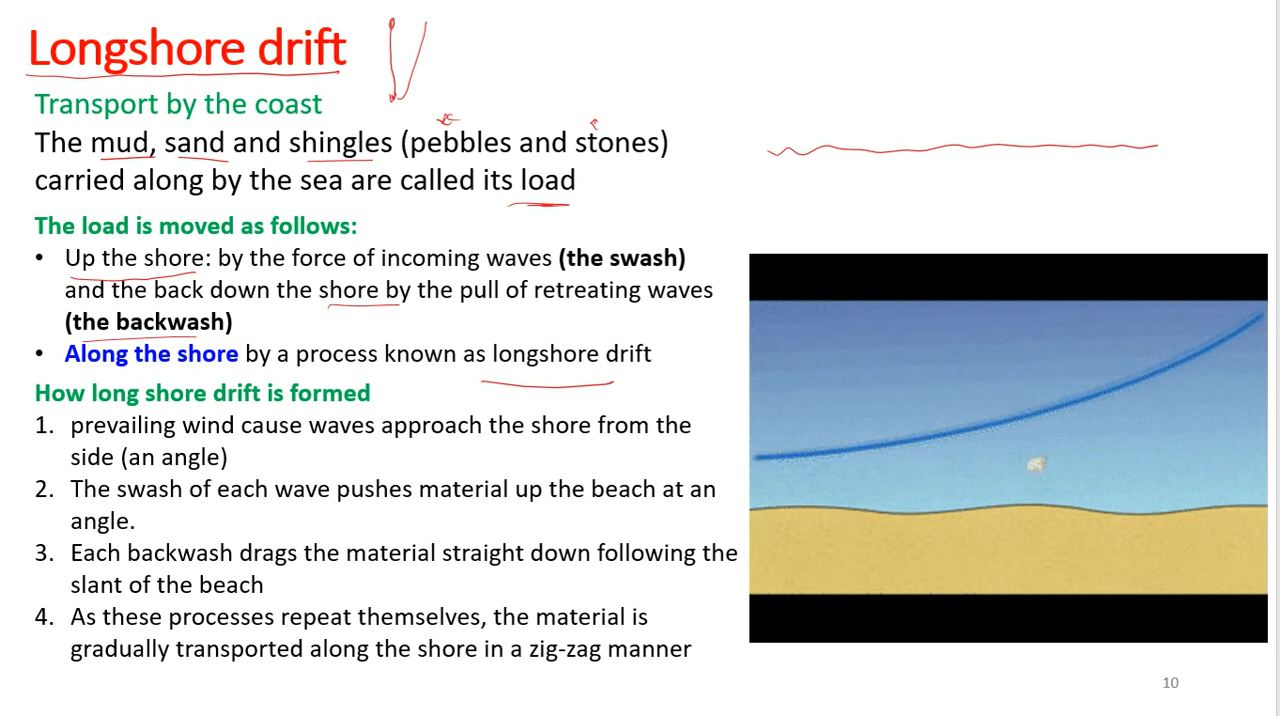 Longshore drift
Transport by the coast
The mud, sand and shingles (pebbles and stones)
carried along by the sea are called its load
The load is moved as follows:
• Up the shore: by the force of incoming waves (the swash)
and the back down the shore by the pull of retreating waves
(the backwash)
• Along the shore by a process known as longshore drift
How long shore drift is formed
1. prevailing wind cause waves approach the shore from the
side (an angle)
2. The swash of each wave pushes material up the beach at an
angle.
3. Each backwash drags the material straight down following the
slant of the beach
4. As these processes repeat themselves, the material is
gradually transported along the shore in a zig-zag manner
10